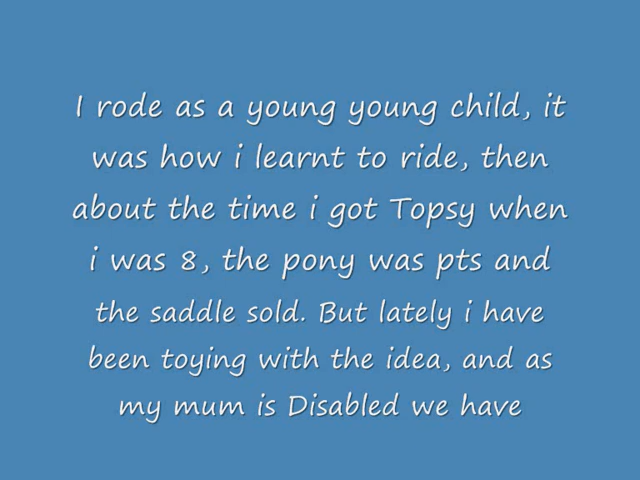 I rode as a young young child, it
was how i learnt to ride, then
about the time i got Topsy when
i was 8, the pony was pts and
the saddle sold. But lately i have
been toying with the idea, and as
my mum is Disabled we have